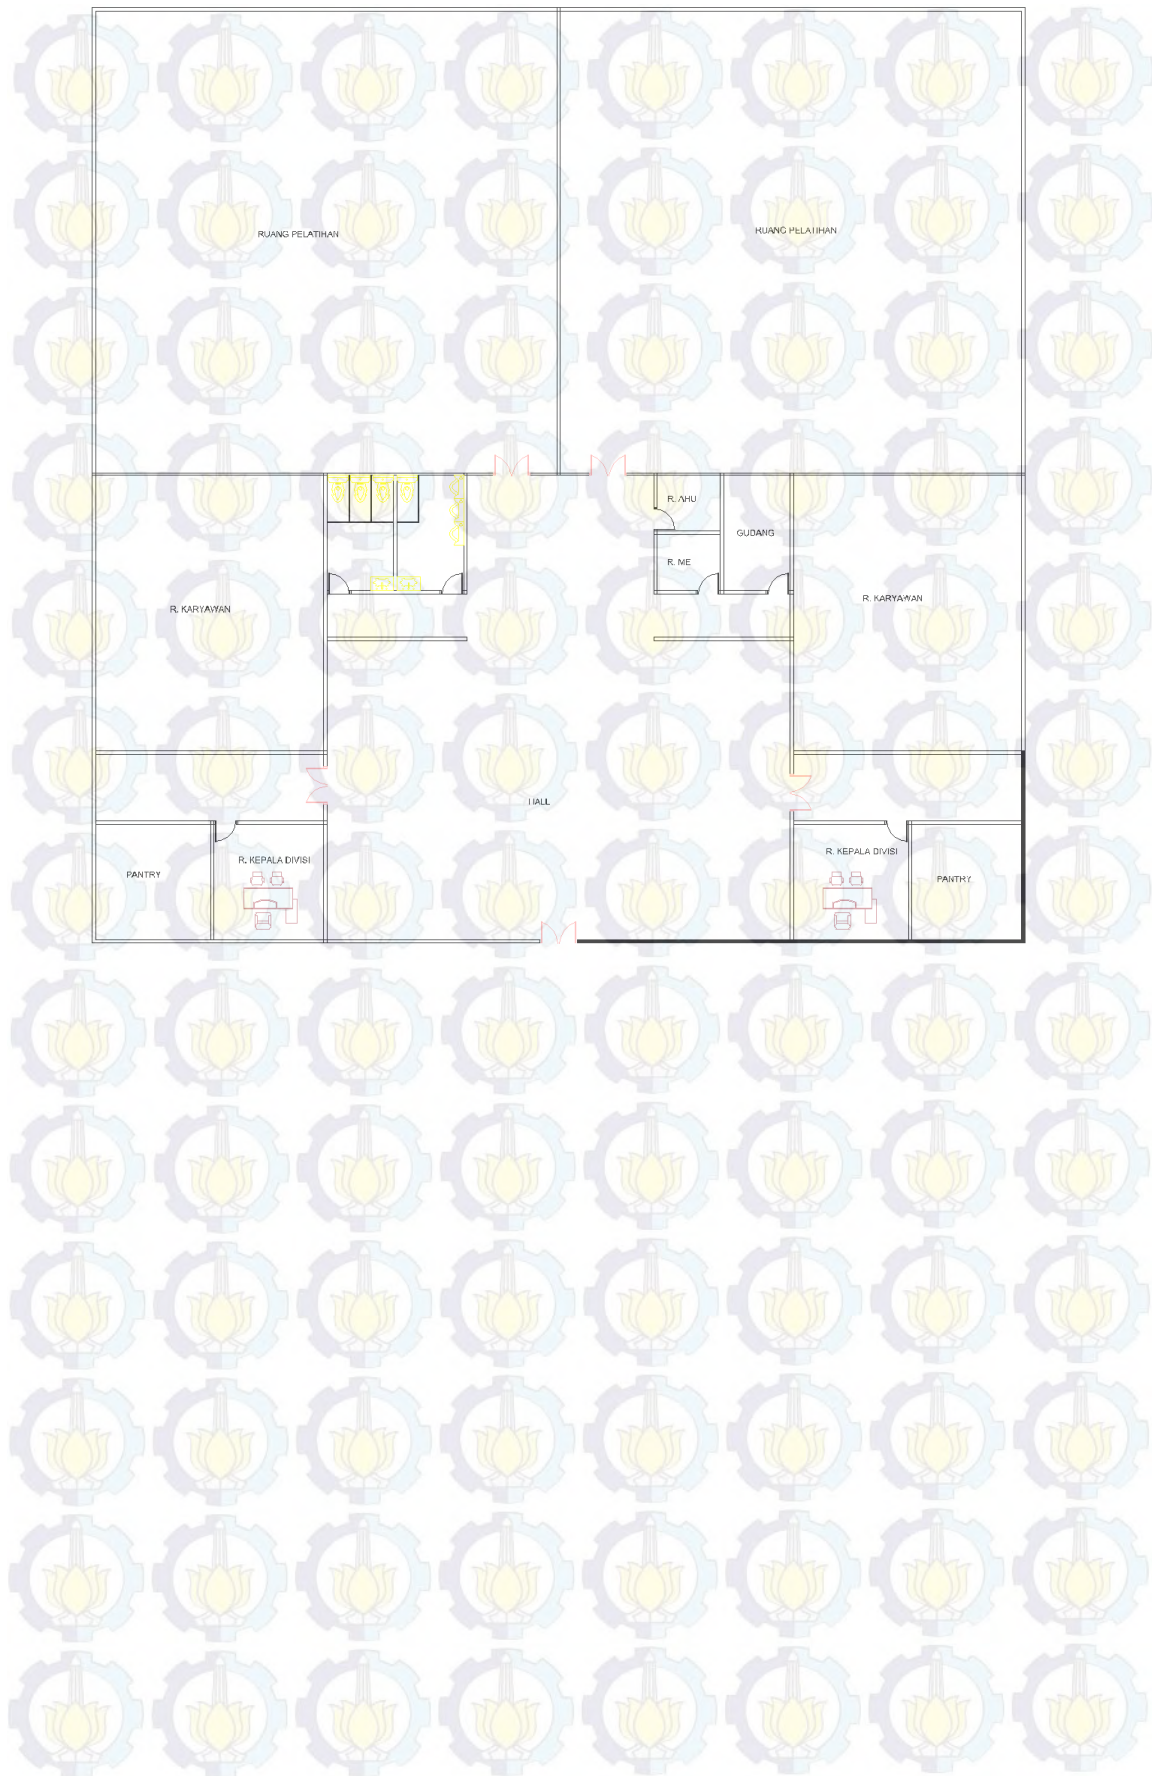 RUANG PELATIHAN
RUANG PELATIHAN
R. AHU
GUDANG
R. ME
R. KARYAWAN
R. KARYAWAN
HALL
R. KEPALA DIVISI
R. KEPALA DIVISI
PANTRY
PANTRY